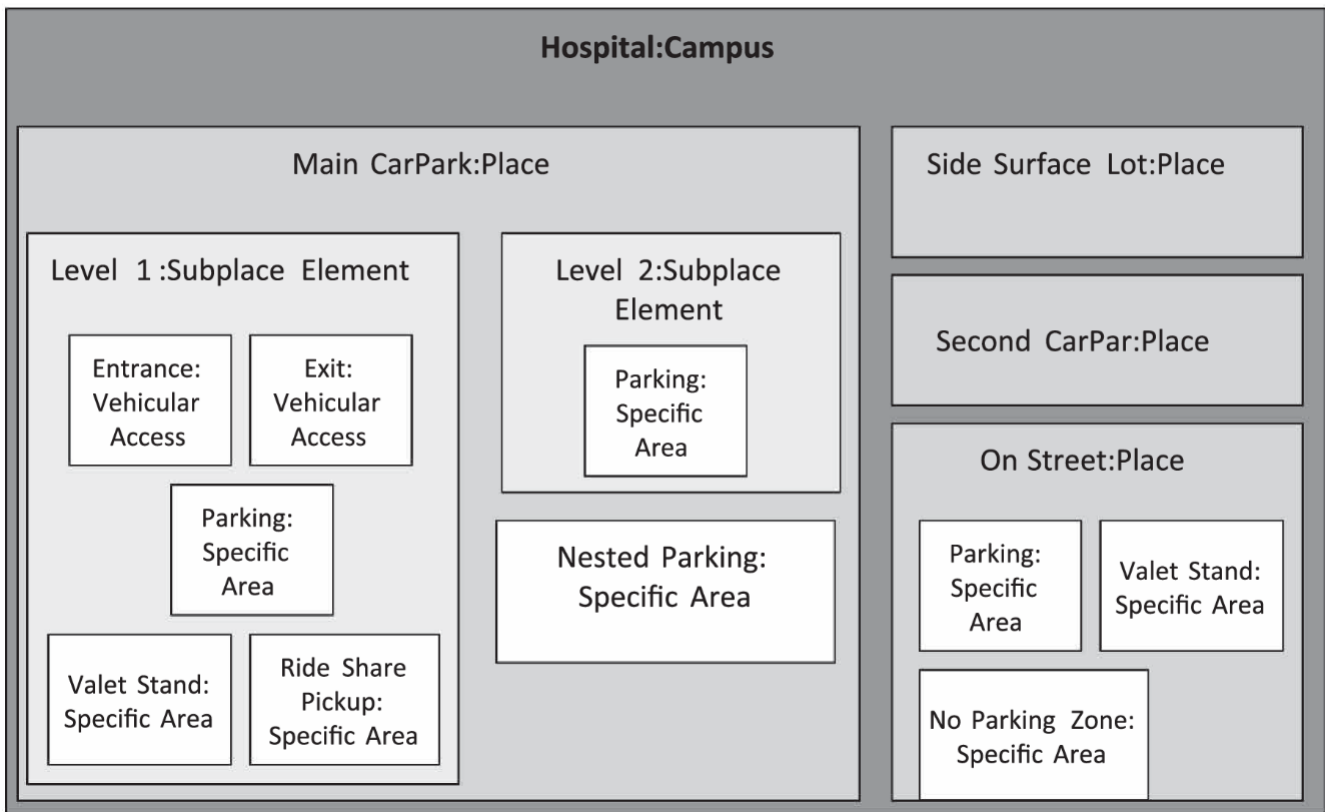 Hospital:Campus
Main CarPark:Place
Level 1 :Subplace Element
Entrance:
Vehicular
Access
Exit:
Vehicular
Access
Parking:
Specific
Area
Valet Stand:
Specific Area
Ride Share
Pickup:
Specific Area
Level 2:Subplace
Element
Parking:
Specific
Area
Nested Parking:
Specific Area
Side Surface Lot:Place
Second CarPar:Place
On Street:Place
Parking:
Specific
Area
Valet Stand:
Specific Area
No Parking Zone:
Specific Area